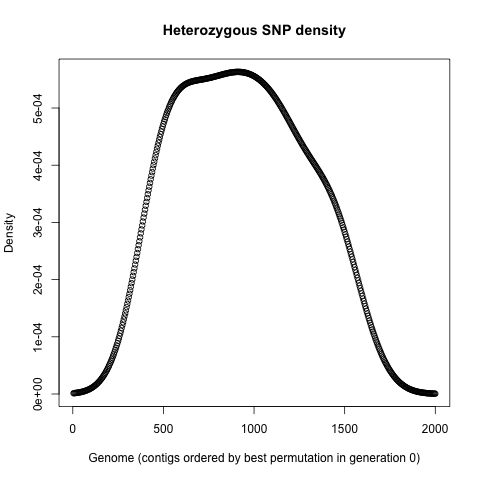 Heterozygous SNP density
Density
5e-04
4e-04
3e-04
2e-04
1e-04
0e+00
0 500 1000 1500 2000
Genome (contigs ordered by best permutation in generation 0)